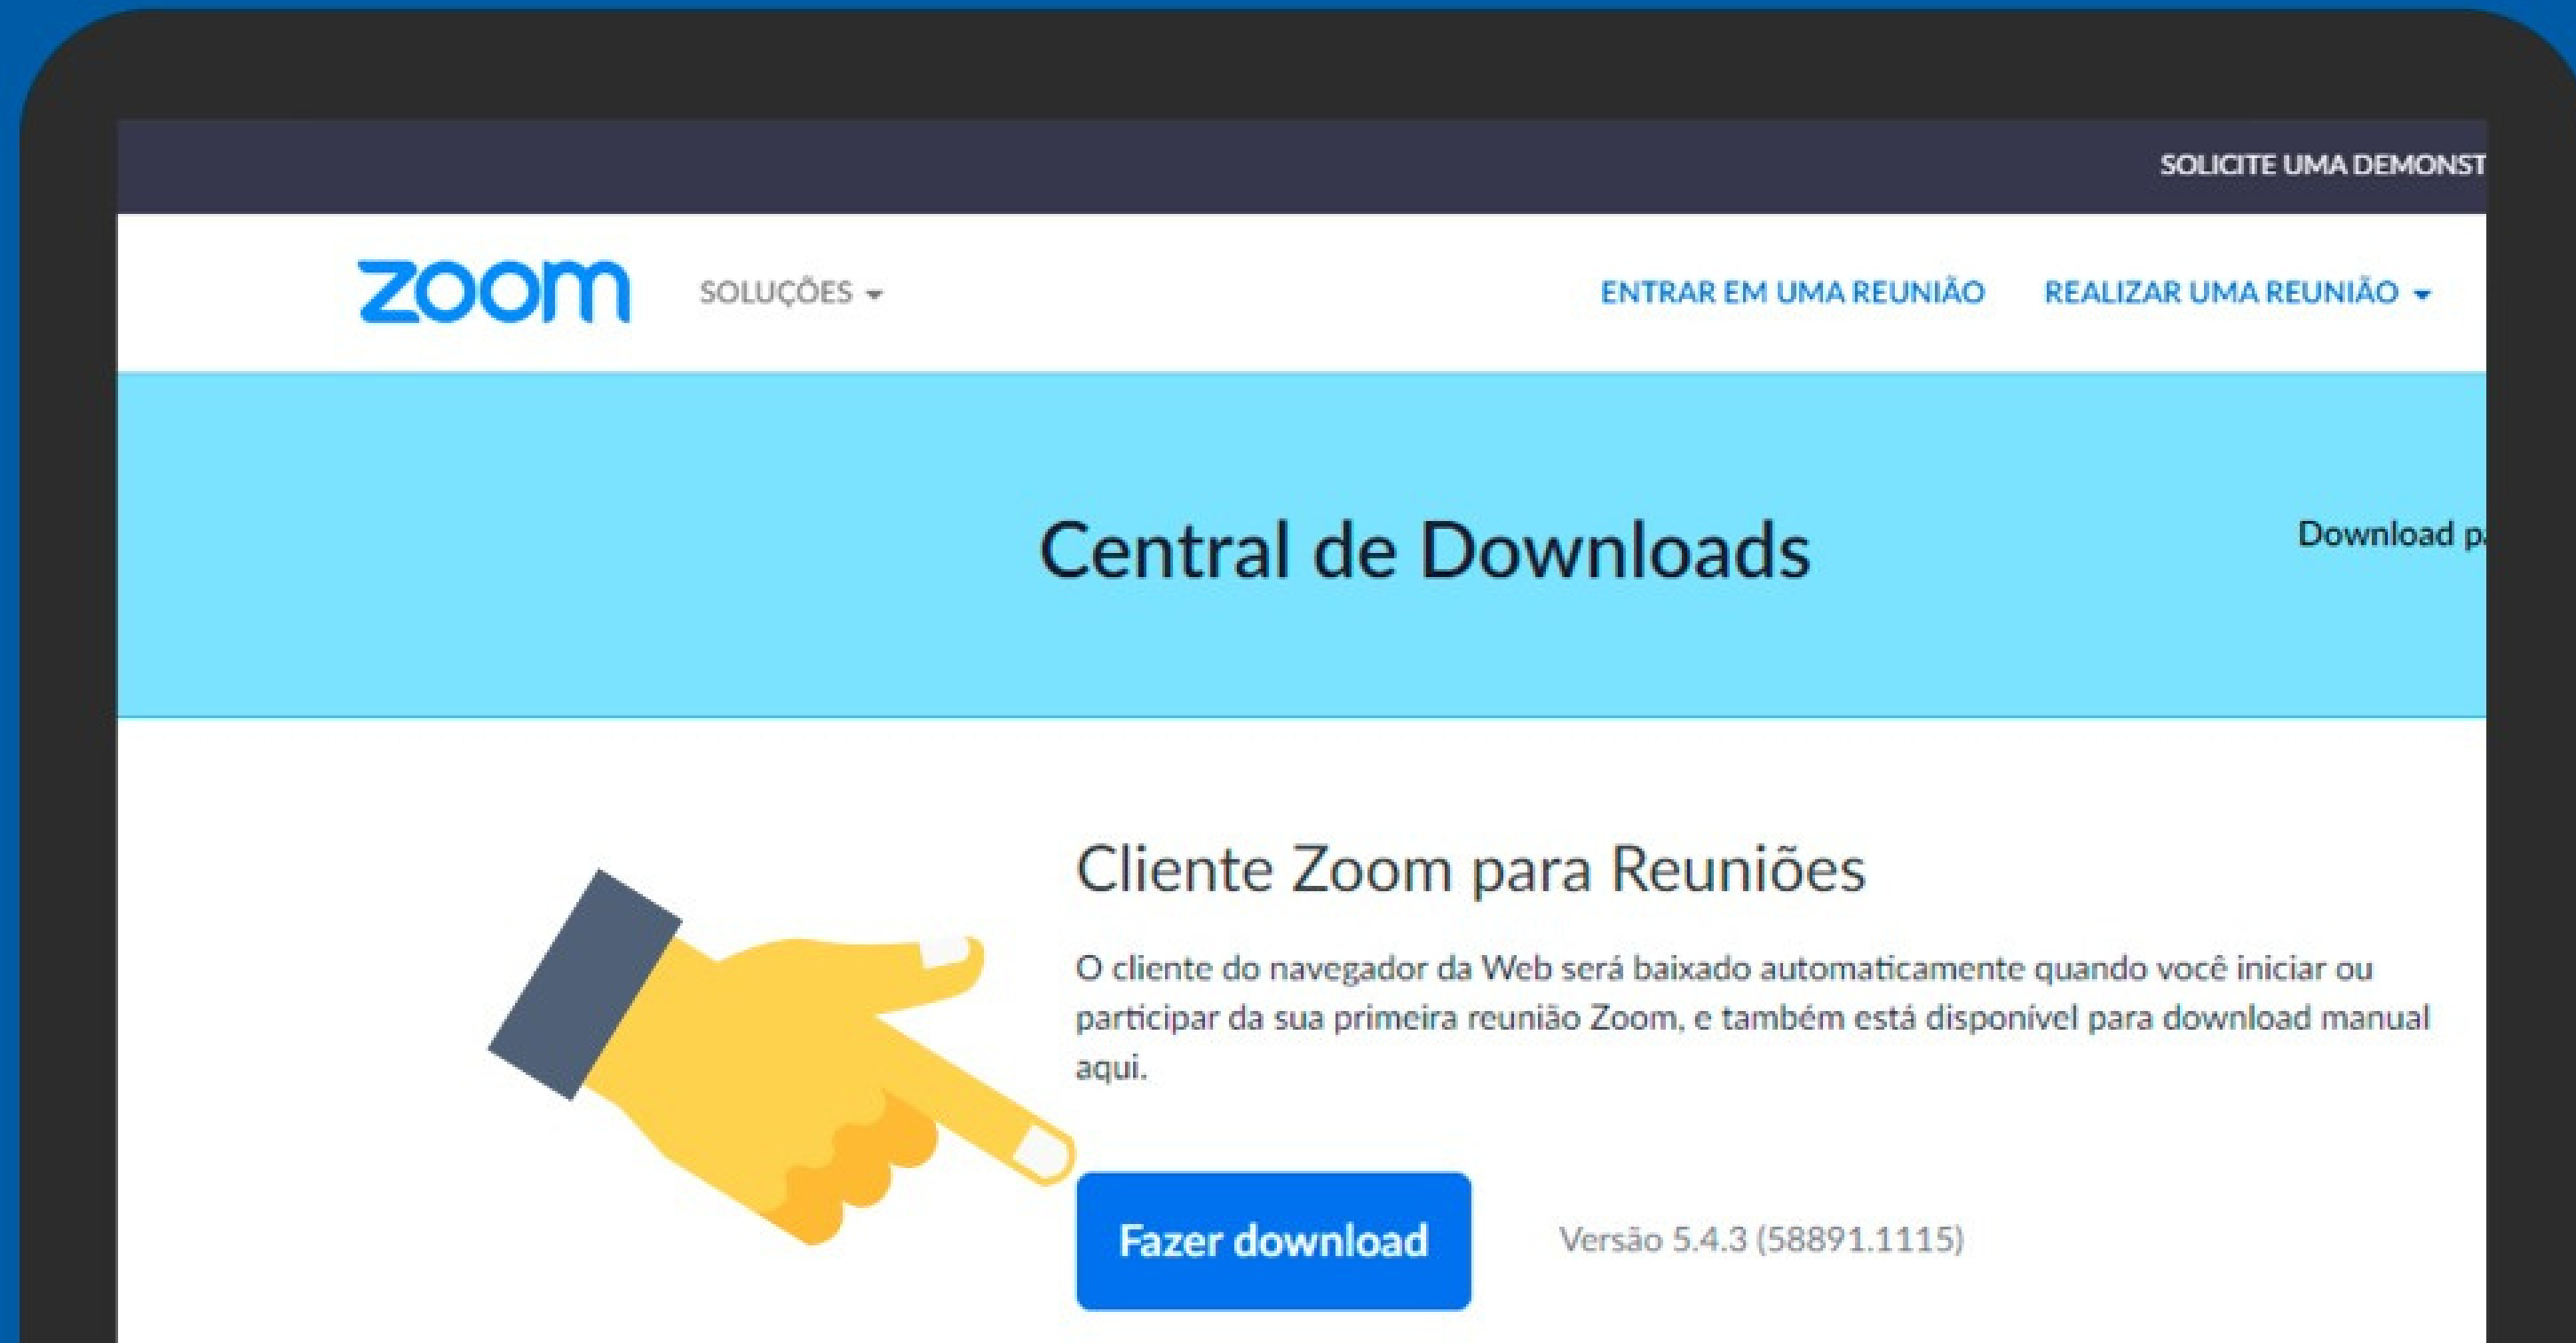 SOLICITE UMA DEMONST
zoom SOLUÇÕES ENTRAR EM UMA REUNIÃO REALIZAR UMA REUNIÃO
Central de Downloads
Download pa
Cliente Zoom para Reuniões
O cliente do navegador da Web será baixado automaticamente quando você iniciar ou
participar da sua primeira reunião Zoom, e também está disponível para download manual
aqui.
Fazer download Versão 5.4.3 (58891.1115)